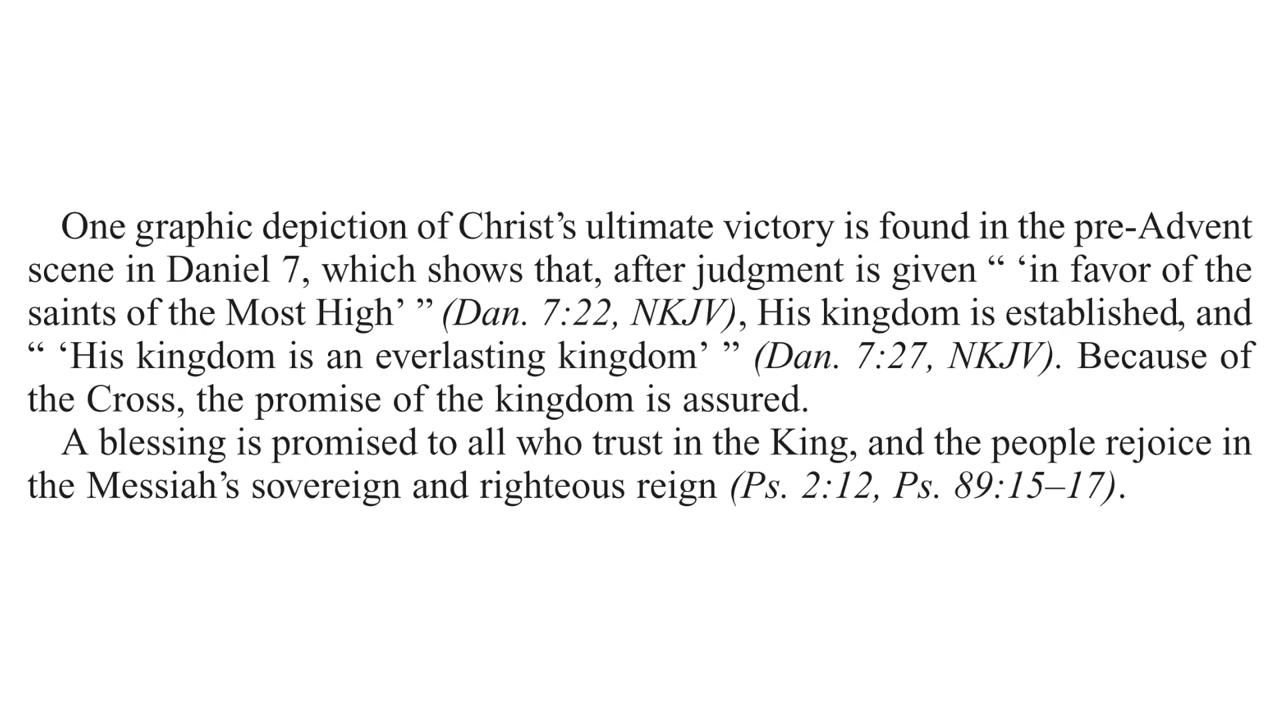 One graphic depiction of Christ’s ultimate victory is found in the pre-Advent
scene in Daniel 7, which shows that, after judgment is given “ ‘in favor of the
saints of the Most High’ ” (Dan. 7:22, NKJV), His kingdom is established, and
“ ‘His kingdom is an everlasting kingdom’ ” (Dan. 7:27, NKJV). Because of
the Cross, the promise of the kingdom is assured.
A blessing is promised to all who trust in the King, and the people rejoice in
the Messiah’s sovereign and righteous reign (Ps. 2:12, Ps. 89:15–17).